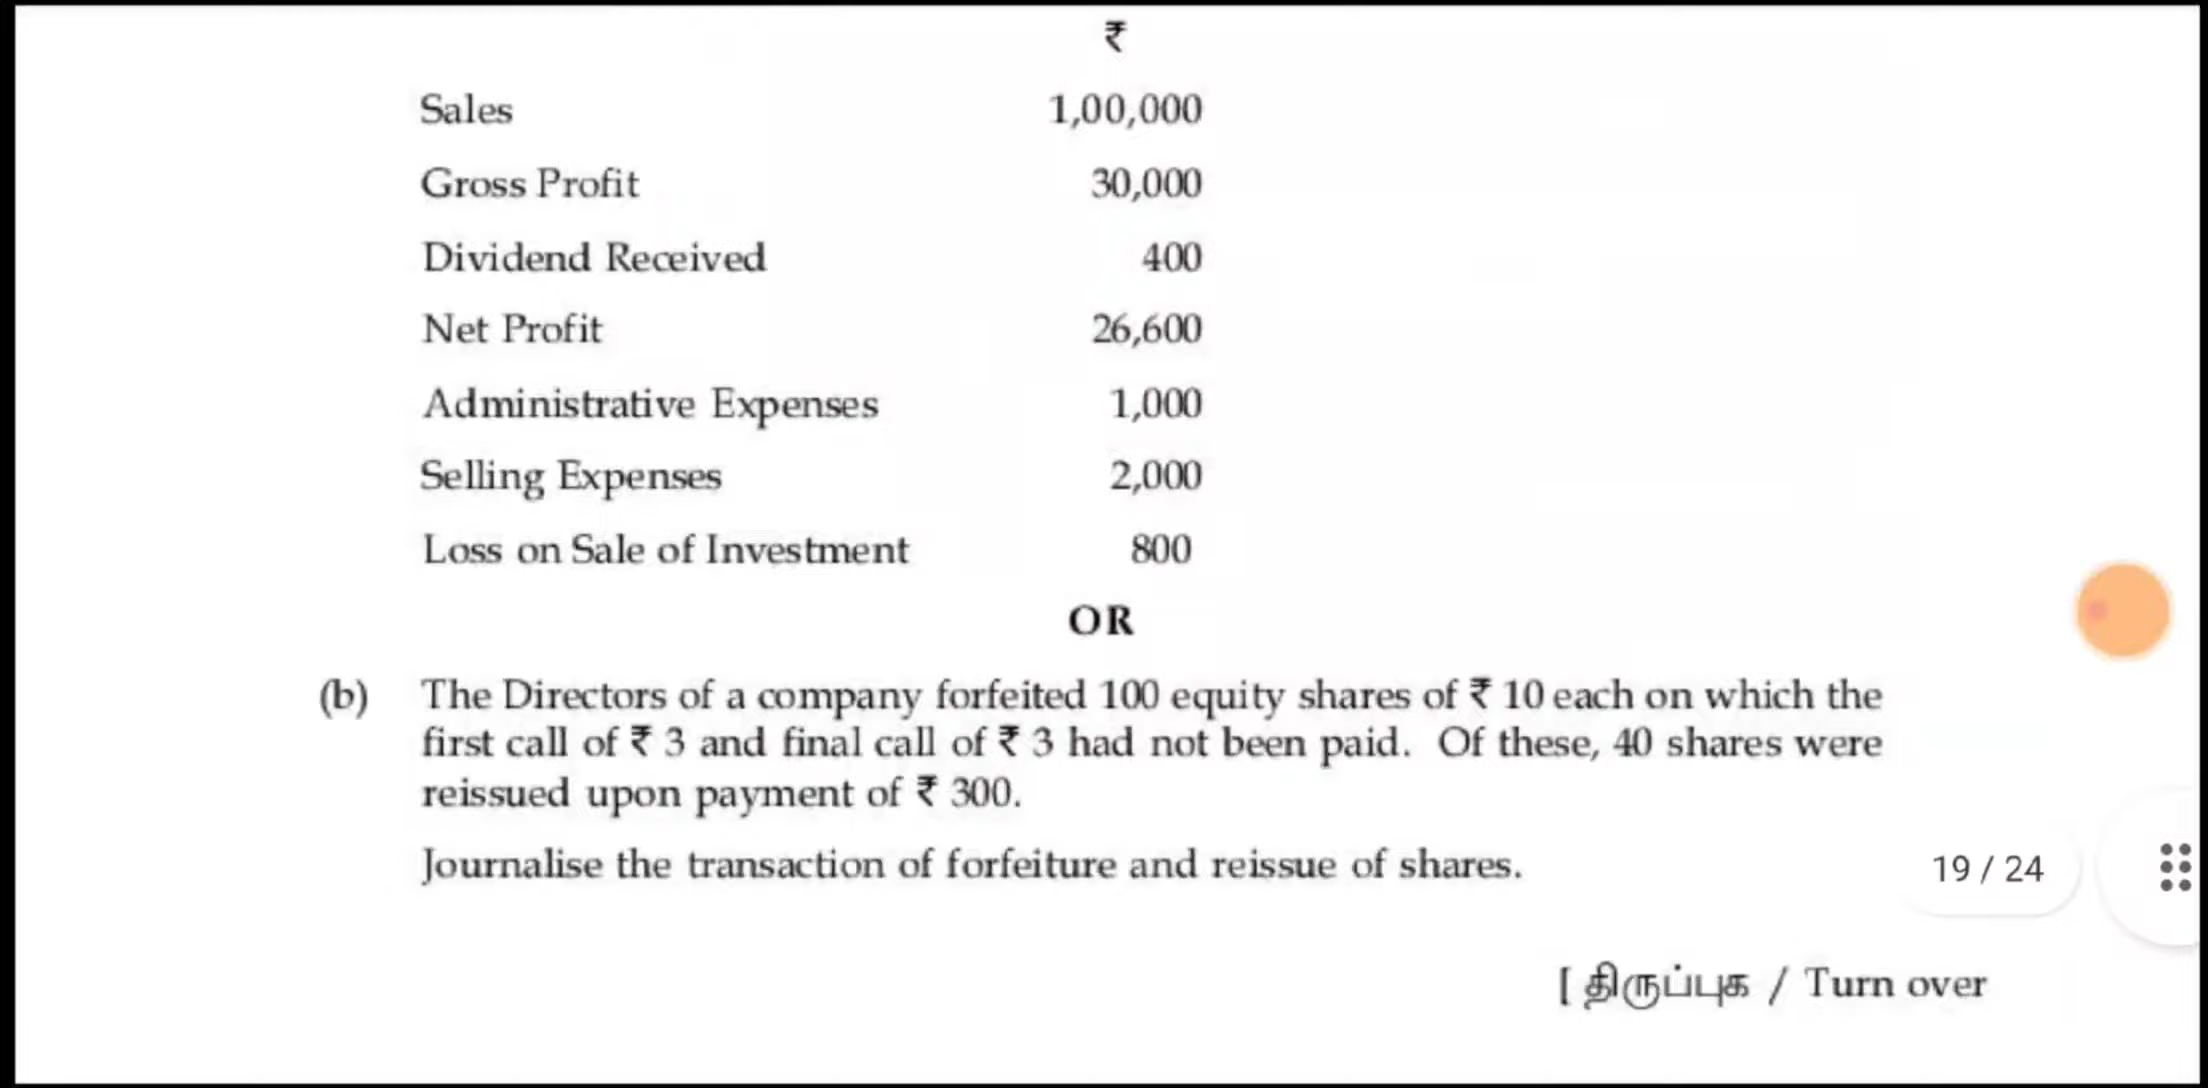 ₹
Sales 1,00,000
Gross Profit 30,000
Dividend Received 400
Net Profit 26,600
Administrative Expenses 1,000
Selling Expenses 2,000
Loss on Sale of Investment 800
OR
(b) The Directors of a company forfeited 100 equity shares of ₹ 10 each on which the
first call of ₹ 3 and final call of ₹ 3 had not been paid. Of these, 40 shares were
reissued upon payment of ₹ 300.
Journalise the transaction of forfeiture and reissue of shares.
19 / 24
[ திருப்புக / Turn over